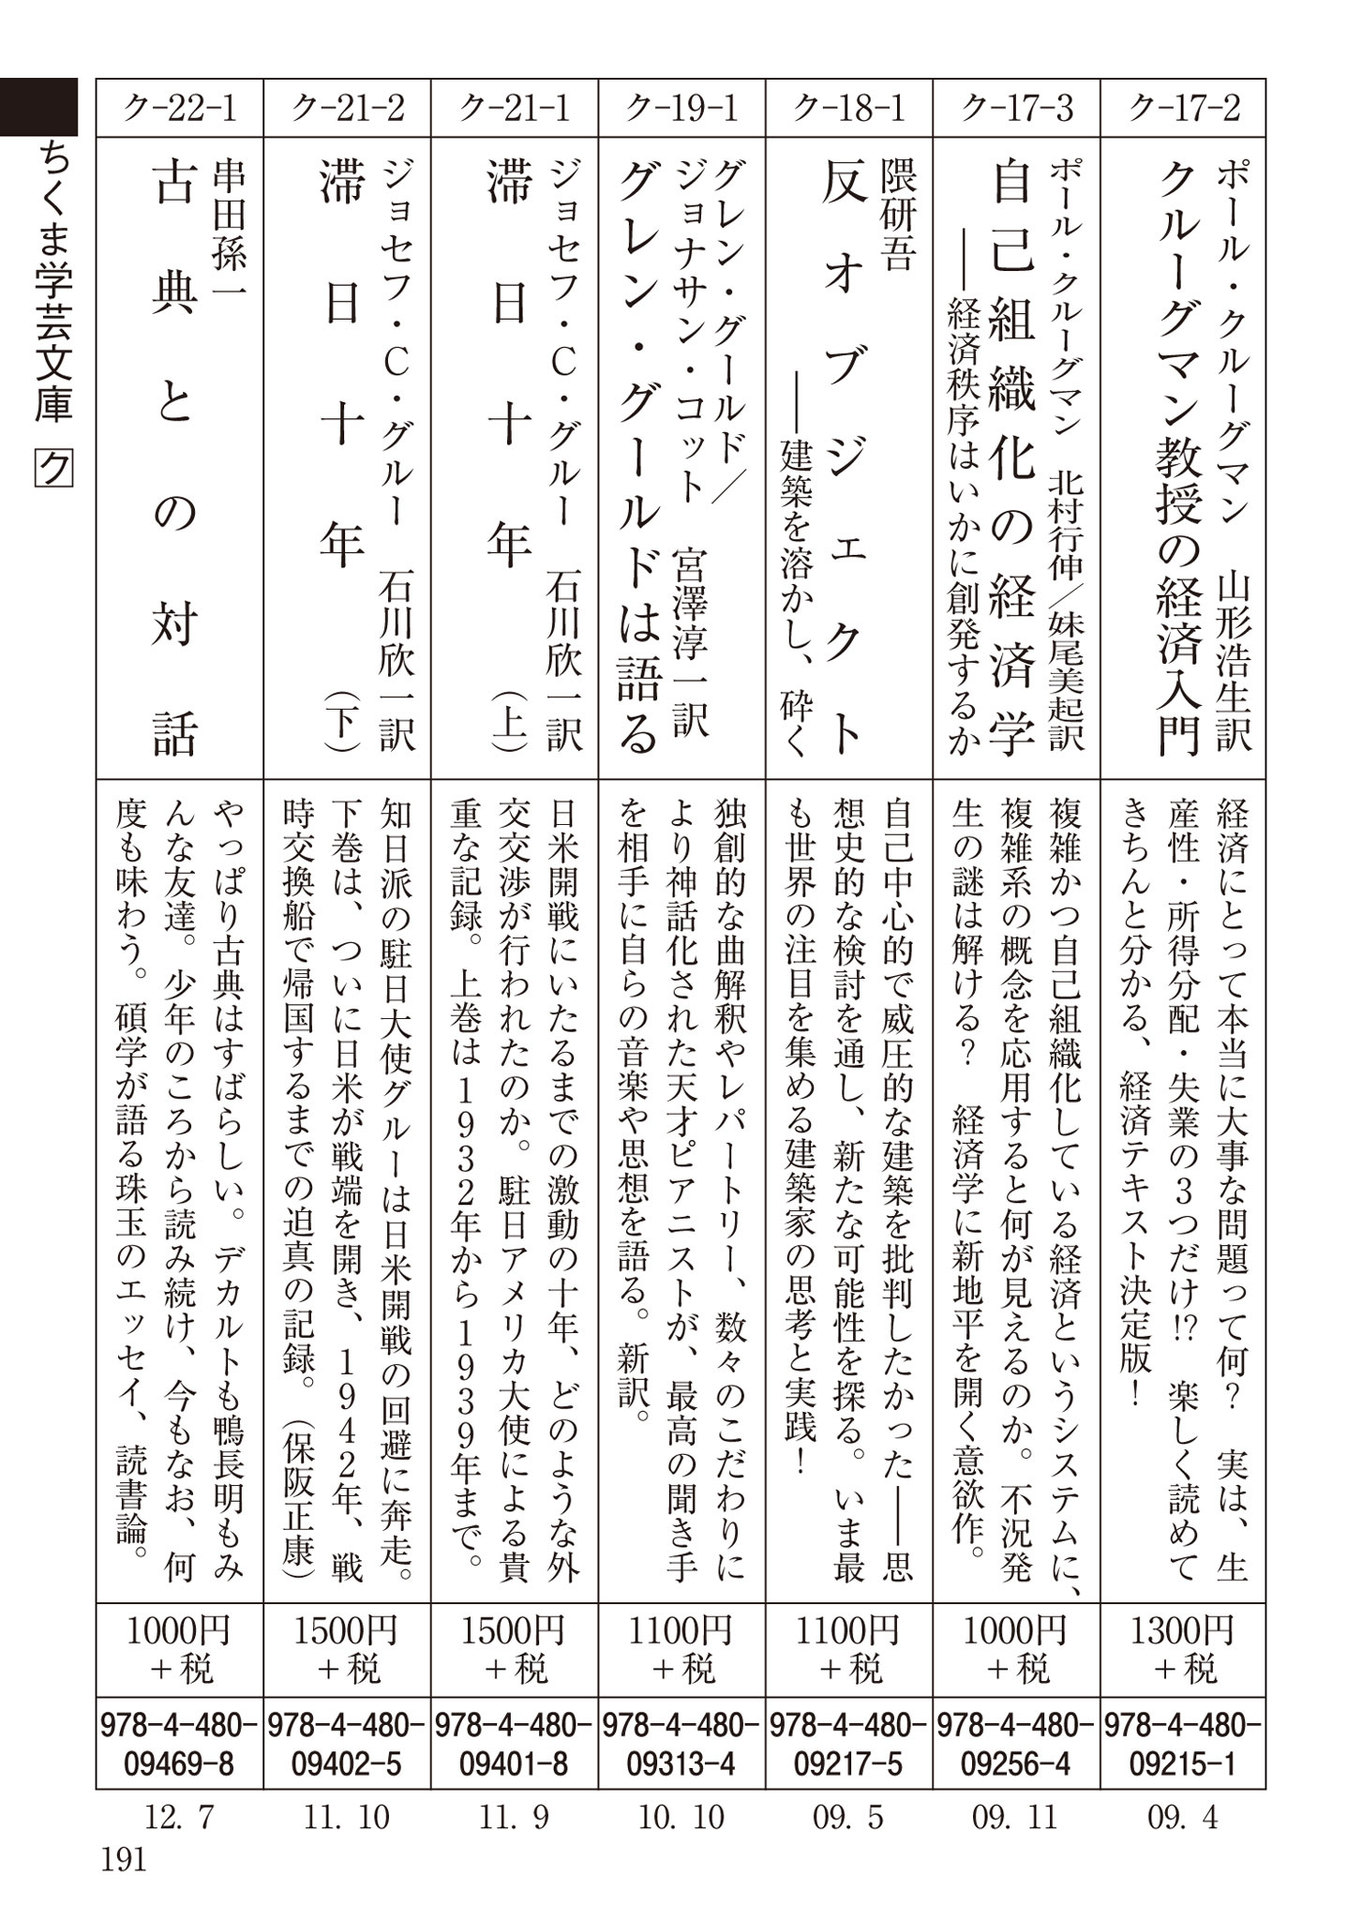 ちくま学芸文庫 ク
ク-17-2
ポール・クルーグマン 山形浩生訳
クルーグマン教授の経済入門
経済にとって本当に大事な問題って何? 実は、生
産性・所得分配・失業の3つだけ!? 楽しく読めて
きちんと分かる、経済テキスト決定版!
1300円
+税
978-4-480-
09215-1
09. 4
ク-17-3
ポール・クルーグマン 北村行伸/妹尾美起訳
自己組織化の経済学
――経済秩序はいかに創発するか
複雑かつ自己組織化している経済というシステムに、
複雑系の概念を応用すると何が見えるのか。不況発
生の謎は解ける? 経済学に新地平を開く意欲作。
1000円
+税
978-4-480-
09256-4
09. 11
ク-18-1
隈研吾
反オブジェクト
――建築を溶かし、砕く
自己中心的で威圧的な建築を批判したかった――思
想史的な検討を通し、新たな可能性を探る。いま最
も世界の注目を集める建築家の思考と実践!
1100円
+税
978-4-480-
09217-5
09. 5
ク-19-1
グレン・グールド/
ジョナサン・コット 宮澤淳一訳
グレン・グールドは語る
独創的な曲解釈やレパートリー、数々のこだわりに
より神話化された天才ピアニストが、最高の聞き手
を相手に自らの音楽や思想を語る。新訳。
1100円
+税
978-4-480-
09313-4
10. 10
ク-21-1
ジョセフ・C・グルー 石川欣一訳
滞日十年 (上)
日米開戦にいたるまでの激動の十年、どのような外
交交渉が行われたのか。駐日アメリカ大使による貴
重な記録。上巻は1932年から1939年まで。
1500円
+税
978-4-480-
09401-8
11. 9
ク-21-2
ジョセフ・C・グルー 石川欣一訳
滞日十年 (下)
知日派の駐日大使グルーは日米開戦の回避に奔走。
下巻は、ついに日米が戦端を開き、1942年、戦
時交換船で帰国するまでの迫真の記録。(保阪正康)
1500円
+税
978-4-480-
09402-5
11. 10
ク-22-1
串田孫一
古典との対話
やっぱり古典はすばらしい。デカルトも鴨長明もみ
んな友達。少年のころから読み続け、今もなお、何
度も味わう。碩学が語る珠玉のエッセイ、読書論。
1000円
+税
978-4-480-
09469-8
12. 7
191